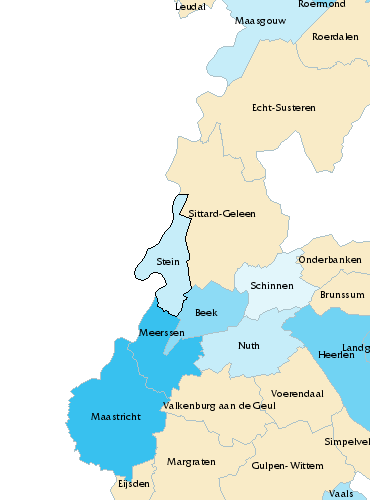 Leudal
Roermond
Maasgouw
Roerdalen
Echt-Susteren
Sittard-Geleen
Stein
Onderbanken
Schinnen
Brunssum
Beek
Meerssen
Nuth
Landg
Heerlen
Voerendaal
Valkenburg aan de Geul
Maastricht
Simpelvel
Margraten
Gulpen- Wittem
Eijsden
Vaals